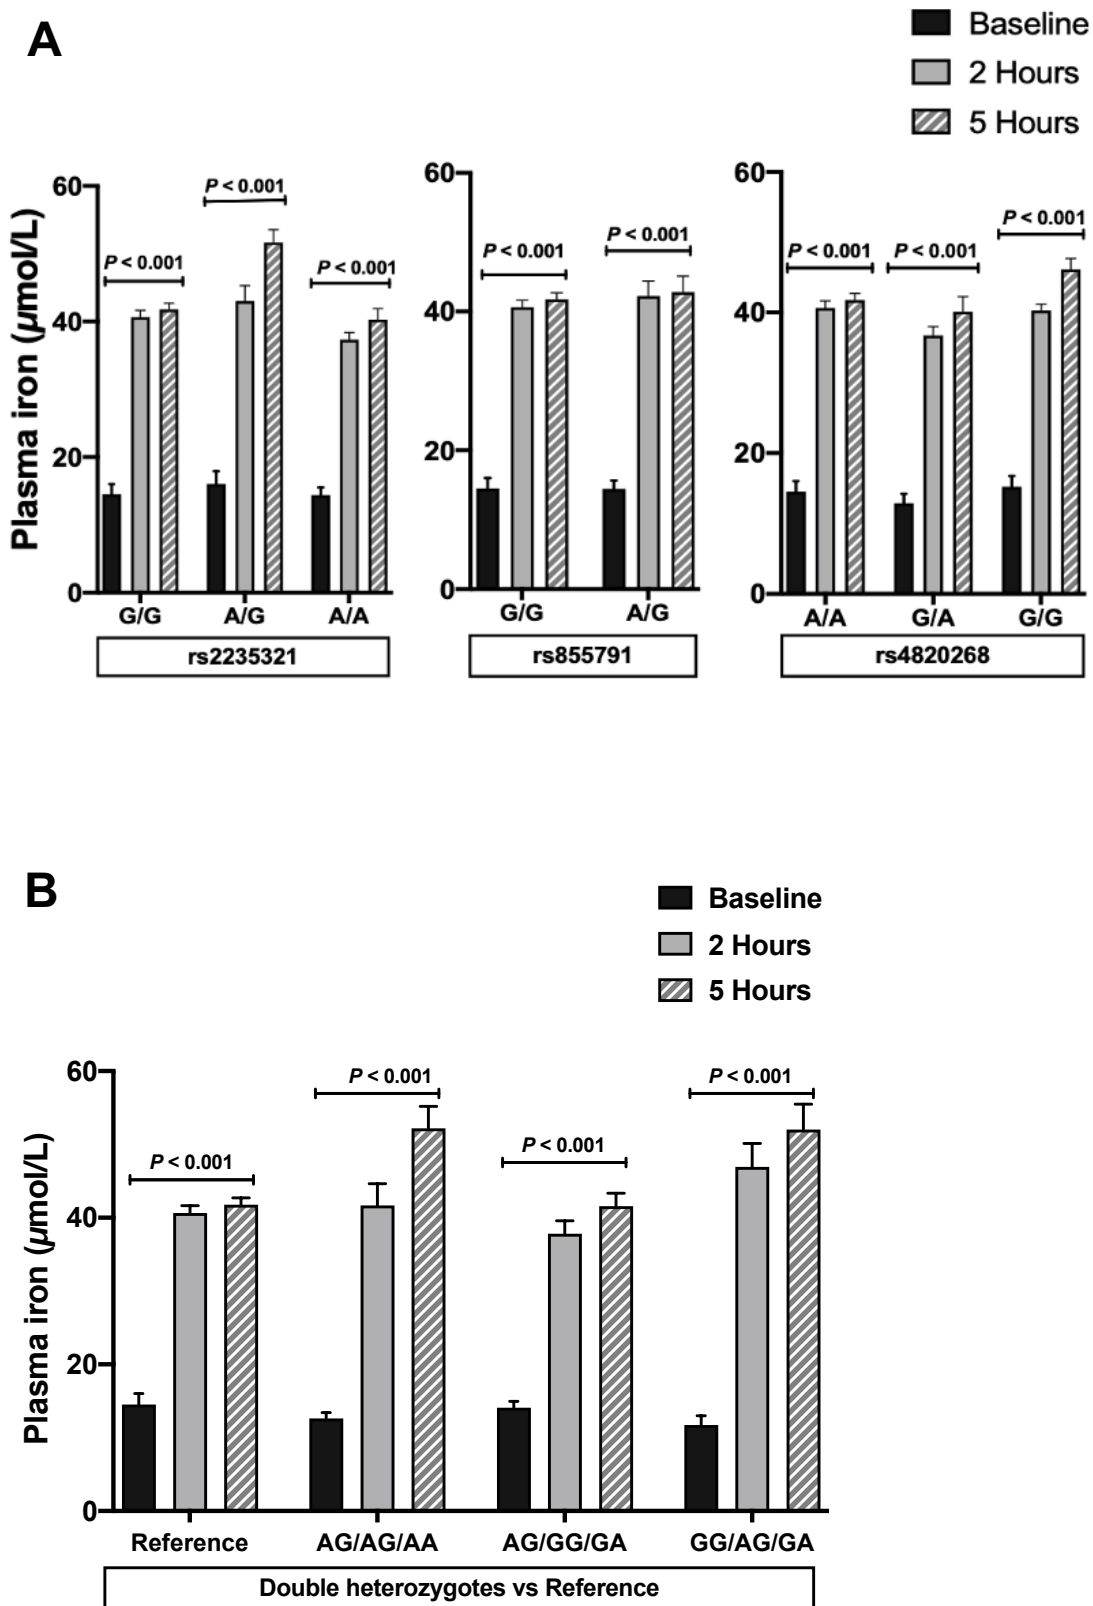 A
Baseline
2 Hours
5 Hours
Plasma iron (µmol/L)
60
40
20
0
P < 0.001
P < 0.001
P < 0.001
G/G
A/G
A/A
rs2235321
60
40
20
0
P < 0.001
P < 0.001
G/G
A/G
rs855791
60
40
20
0
P < 0.001
P < 0.001
P < 0.001
A/A
G/A
G/G
rs4820268
B
Baseline
2 Hours
5 Hours
Plasma iron (µmol/L)
60
40
20
0
P < 0.001
P < 0.001
P < 0.001
P < 0.001
Reference
AG/AG/AA
AG/GG/GA
GG/AG/GA
Double heterozygotes vs Reference